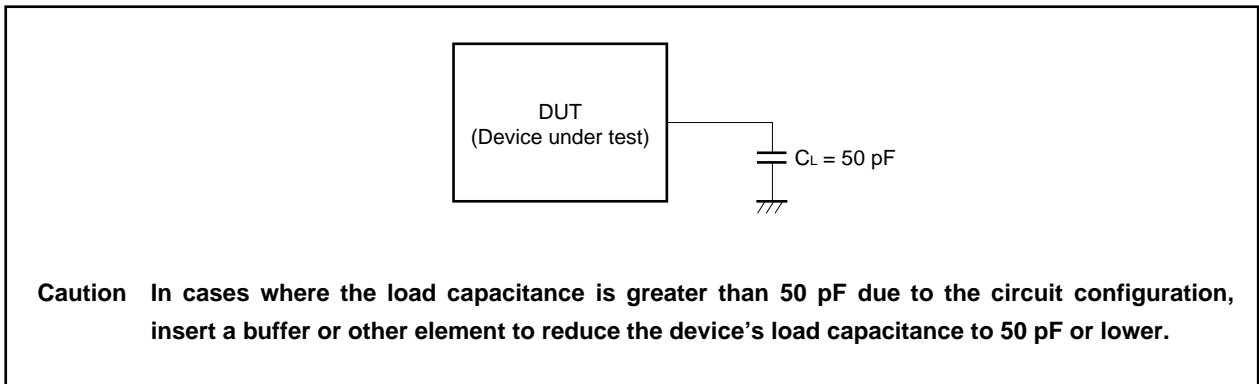 DUT
(Device under test)
CL = 50 pF
Caution In cases where the load capacitance is greater than 50 pF due to the circuit configuration,
insert a buffer or other element to reduce the device's load capacitance to 50 pF or lower.